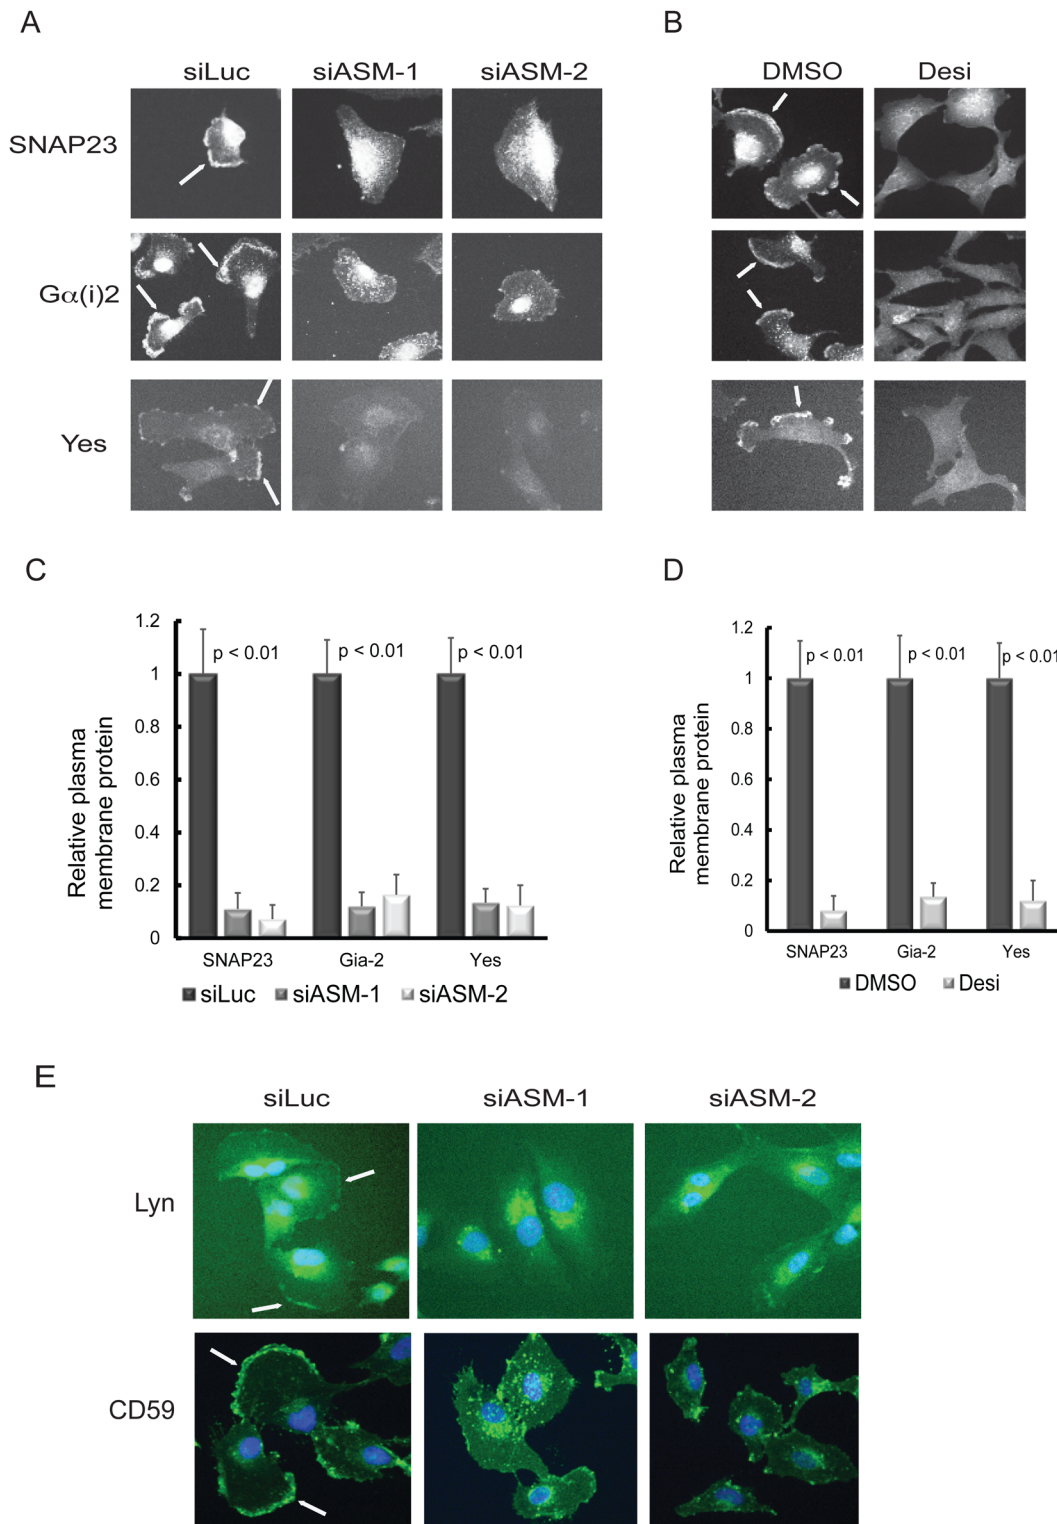 A
siLuc siASM-1 siASM-2
SNAP23
Gα(i)2
Yes
B
DMSO Desi
C
Relative plasma
membrane protein
1.2
1
0.8
0.6
0.4
0.2
0
p < 0.01 p < 0.01 p < 0.01
SNAP23 Gia-2 Yes
siLuc siASM-1 siASM-2
D
Relative plasma
membrane protein
1.2
1
0.8
0.6
0.4
0.2
0
p < 0.01 p < 0.01 p < 0.01
SNAP23 Gia-2 Yes
DMSO Desi
E
siLuc siASM-1 siASM-2
Lyn
CD59